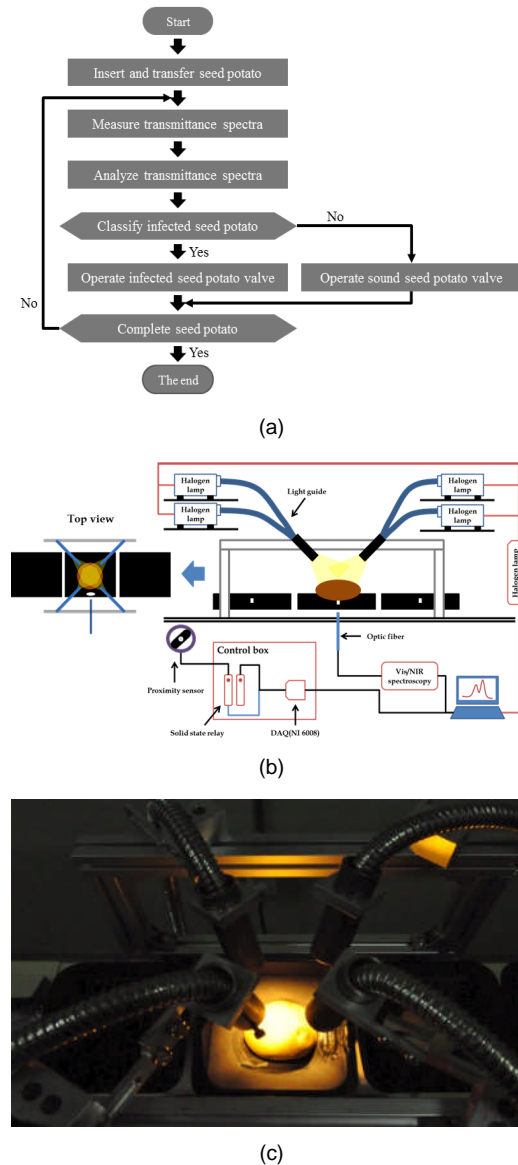 Start
Insert and transfer seed potato
Measure transmittance spectra
Analyze transmittance spectra
Classify infected seed potato
No
Yes
Operate infected seed potato valve
Operate sound seed potato valve
No
Complete seed potato
Yes
The end
(a)
Halogen
lamp
Halogen
lamp
Light guide
Halogen
lamp
Halogen
lamp
Top view
Halogen lamp
Optic fiber
Control box
Proximity sensor
Vis/NIR
spectroscopy
Solid state relay
DAQ(NI 6008)
(b)
(c)